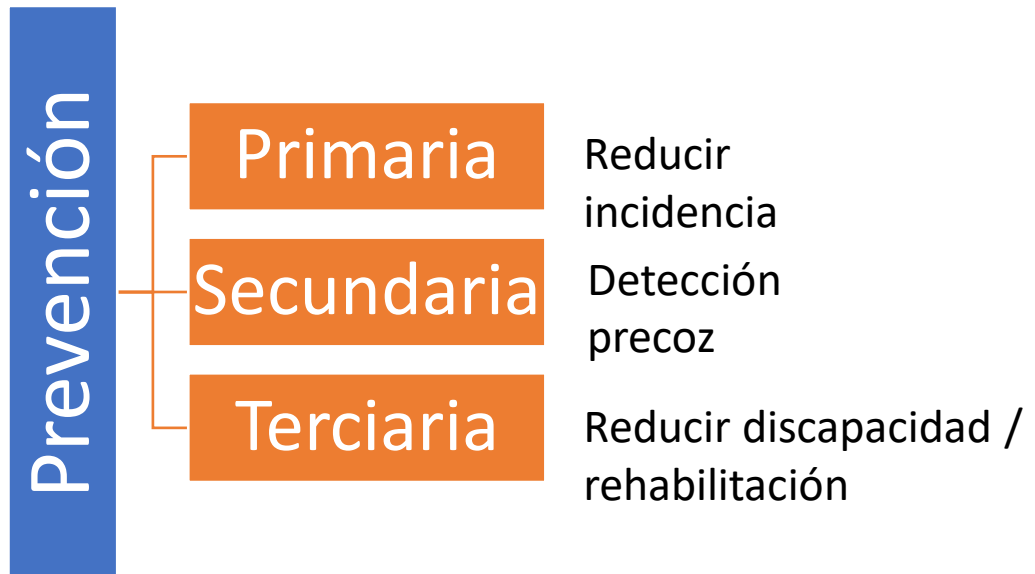 Prevención
Primaria
Reducir
incidencia
Secundaria
Detección
precoz
Terciaria
Reducir discapacidad /
rehabilitación